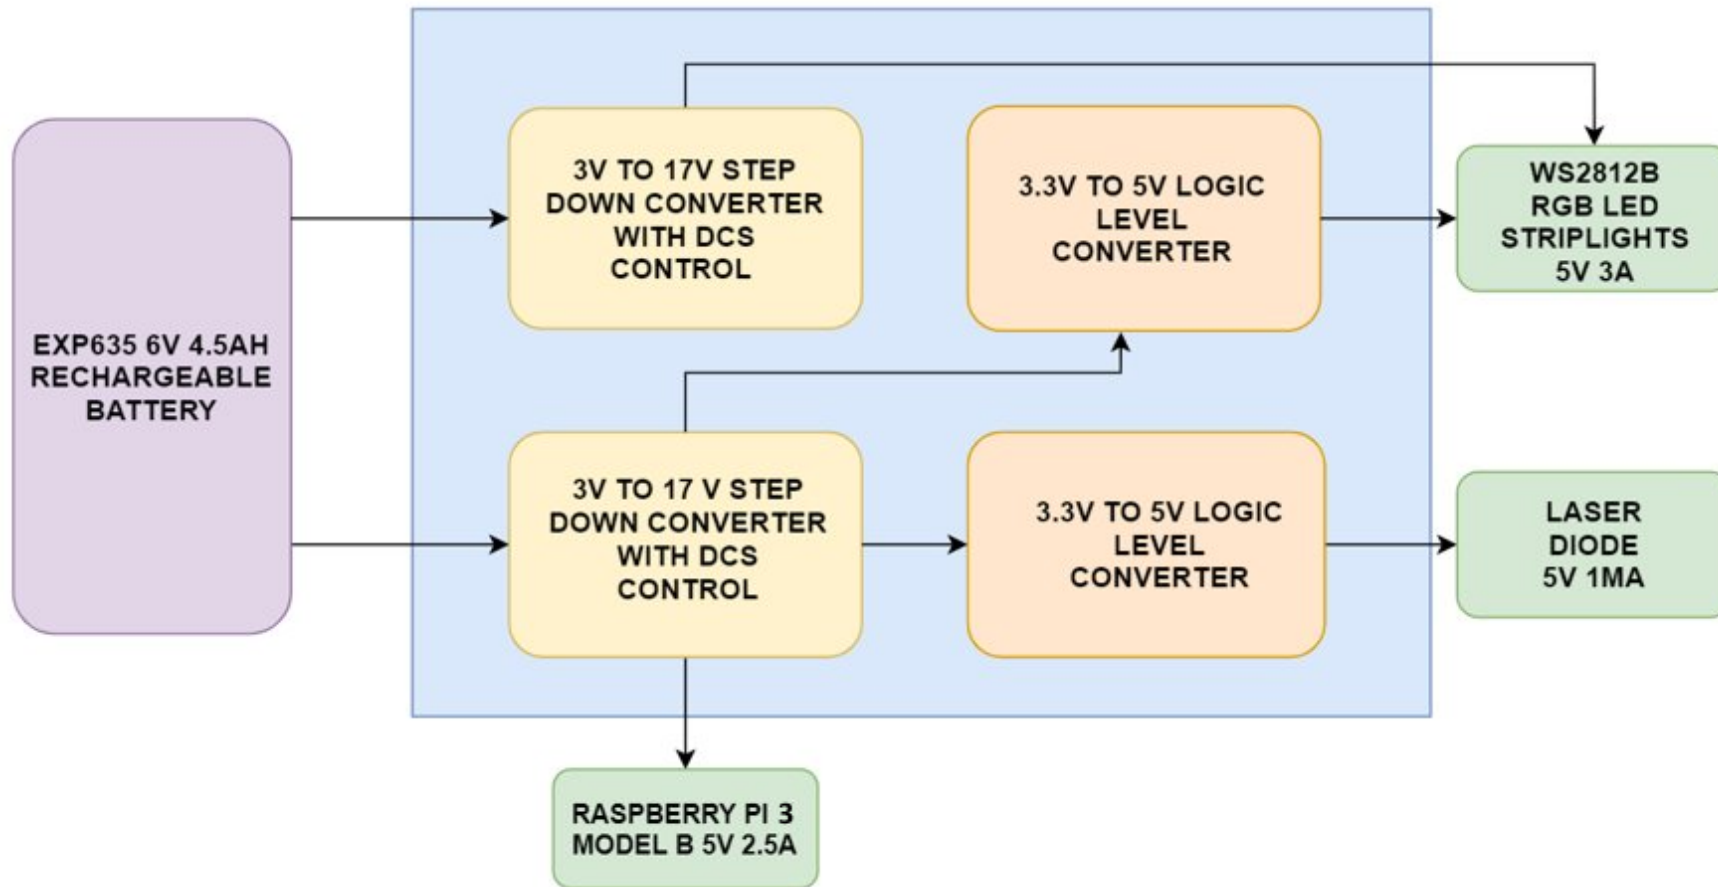 EXP635 6V 4.5AH
RECHARGEABLE
BATTERY
3V TO 17V STEP
DOWN CONVERTER
WITH DCS
CONTROL
3.3V TO 5V LOGIC
LEVEL
CONVERTER
WS2812B
RGB LED
STRIPLIGHTS
5V 3A
3V TO 17 V STEP
DOWN CONVERTER
WITH DCS
CONTROL
3.3V TO 5V LOGIC
LEVEL
CONVERTER
LASER
DIODE
5V 1MA
RASPBERRY PI 3
MODEL B 5V 2.5A